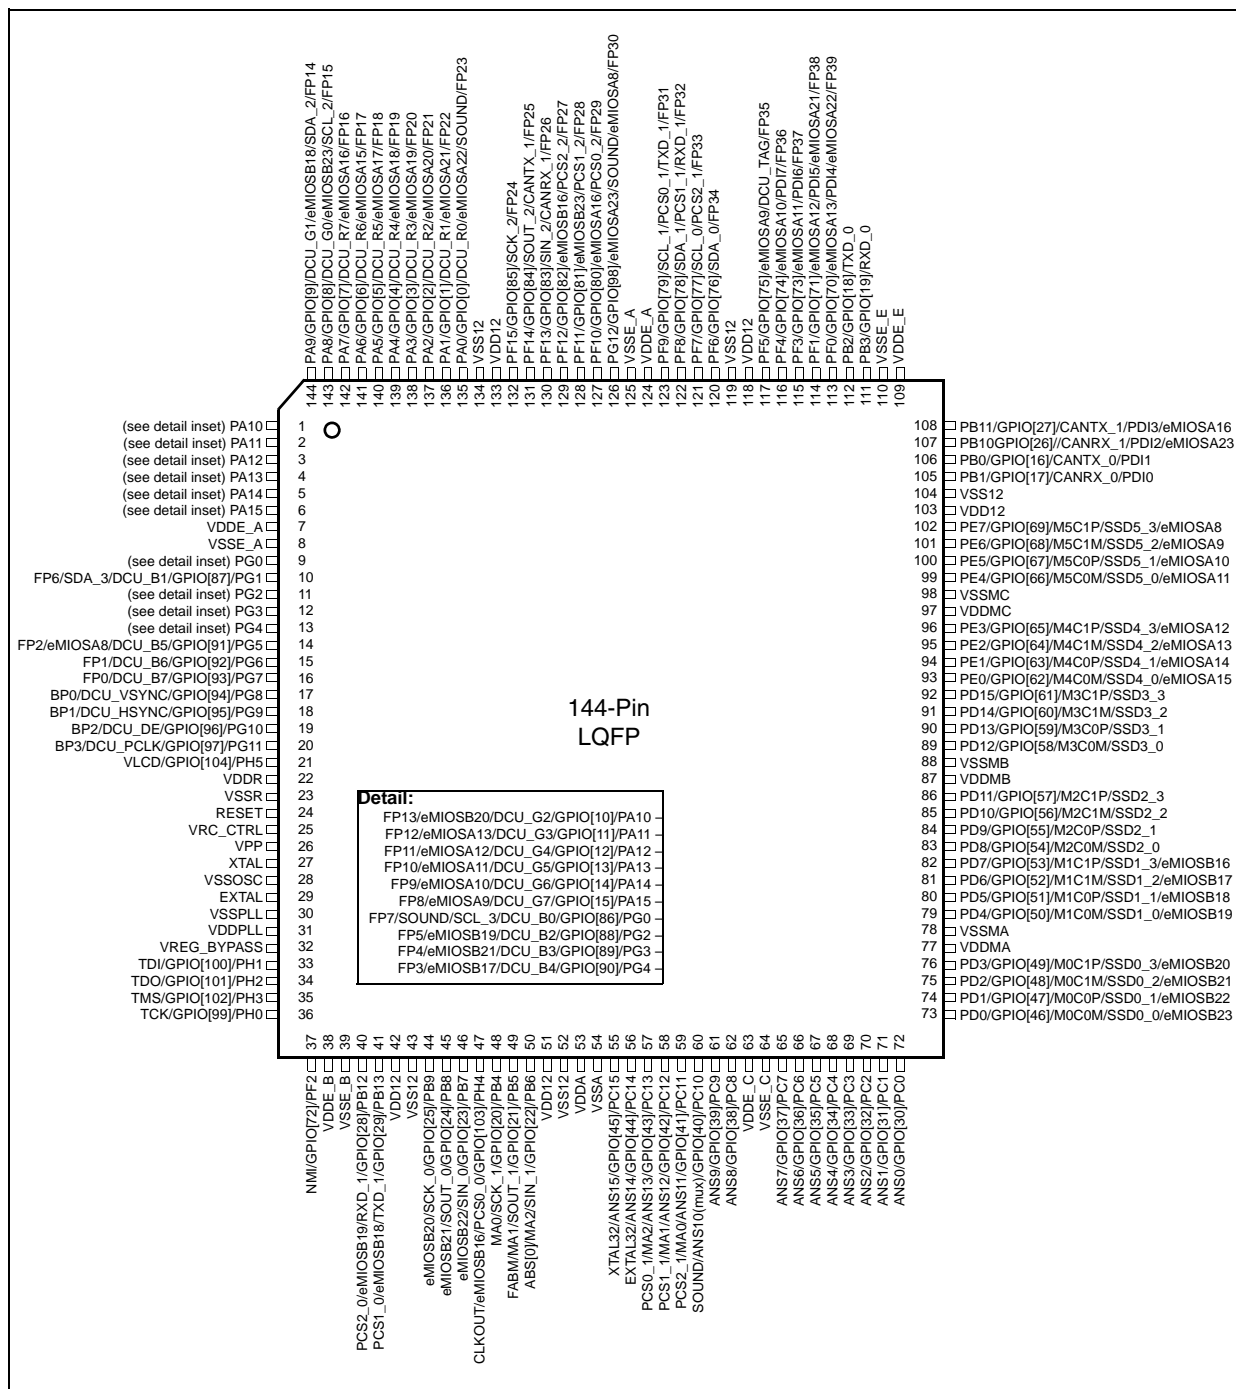 PA9/GPIO[9]/DCU_G1/eMIOSB18/SDA_2/FP14
PA8/GPIO[8]/DCU_G0/eMIOSB23/SCL_2/FP15
PA7/GPIO[7]/DCU_R7/eMIOSA16/FP16
PA6/GPIO[6]/DCU_R6/eMIOSA15/FP17
PA5/GPIO[5]/DCU_R5/eMIOSA17/FP18
PA4/GPIO[4]/DCU_R4/eMIOSA18/FP19
PA3/GPIO[3]/DCU_R3/eMIOSA19/FP20
PA2/GPIO[2]/DCU_R2/eMIOSA20/FP21
PA1/GPIO[1]/DCU_R1/eMIOSA21/FP22
PA0/GPIO[0]/DCU_R0/eMIOSA22/SOUND/FP23
VSS12
VDD12
PF15/GPIO[85]/SCK_2/FP24
PF14/GPIO[84]/SOUT_2/CANTX_1/FP25
PF13/GPIO[83]/SIN_2/CANRX_1/FP26
PF12/GPIO[82]/eMIOSB16/PCS2_2/FP27
PF11/GPIO[81]/eMIOSB23/PCS1_2/FP28
PF10/GPIO[80]/eMIOSA16/PCS0_2/FP29
PG12/GPIO[98]/eMIOSA23/SOUND/eMIOSA8/FP30
VSSE_A
VDDE_A
PF9/GPIO[79]/SCL_1/PCS0_1/TXD_1/FP31
PF8/GPIO[78]/SDA_1/PCS1_1/RXD_1/FP32
PF7/GPIO[77]/SCL_0/PCS2_1/FP33
PF6/GPIO[76]/SDA_0/FP34
VSS12
VDD12
PF5/GPIO[75]/eMIOSA9/DCU_TAG/FP35
PF4/GPIO[74]/eMIOSA10/PDI7/FP36
PF3/GPIO[73]/eMIOSA11/PDI6/FP37
PF1/GPIO[71]/eMIOSA12/PDI5/eMIOSA21/FP38
PF0/GPIO[70]/eMIOSA13/PDI4/eMIOSA22/FP39
PB2/GPIO[18]/TXD_0
PB3/GPIO[19]/RXD_0
VSSE_E
VDDE_E
144 143 142 141 140 139 138 137 136 135 134 133 132 131 130 129 128 127 126 125 124 123 122 121 120 119 118 117 116 115 114 113 112 111 110 109
(see detail inset) PA10 1
(see detail inset) PA11 2
(see detail inset) PA12 3
(see detail inset) PA13 4
(see detail inset) PA14 5
(see detail inset) PA15 6
VDDE_A 7
VSSE_A 8
(see detail inset) PG0 9
FP6/SDA_3/DCU_B1/GPIO[87]/PG1 10
(see detail inset) PG2 11
(see detail inset) PG3 12
(see detail inset) PG4 13
FP2/eMIOSA8/DCU_B5/GPIO[91]/PG5 14
FP1/DCU_B6/GPIO[92]/PG6 15
FP0/DCU_B7/GPIO[93]/PG7 16
BP0/DCU_VSYNC/GPIO[94]/PG8 17
BP1/DCU_HSYNC/GPIO[95]/PG9 18
BP2/DCU_DE/GPIO[96]/PG10 19
BP3/DCU_PCLK/GPIO[97]/PG11 20
VLCD/GPIO[104]/PH5 21
VDDR 22
VSSR 23
RESET 24
VRC_CTRL 25
VPP 26
XTAL 27
VSSOSC 28
EXTAL 29
VSSPLL 30
VDDPLL 31
VREG_BYPASS 32
TDI/GPIO[100]/PH1 33
TDO/GPIO[101]/PH2 34
TMS/GPIO[102]/PH3 35
TCK/GPIO[99]/PH0 36
144-Pin
LQFP
Detail:
FP13/eMIOSB20/DCU_G2/GPIO[10]/PA10
FP12/eMIOSA13/DCU_G3/GPIO[11]/PA11
FP11/eMIOSA12/DCU_G4/GPIO[12]/PA12
FP10/eMIOSA11/DCU_G5/GPIO[13]/PA13
FP9/eMIOSA10/DCU_G6/GPIO[14]/PA14
FP8/eMIOSA9/DCU_G7/GPIO[15]/PA15
FP7/SOUND/SCL_3/DCU_B0/GPIO[86]/PG0
FP5/eMIOSB19/DCU_B2/GPIO[88]/PG2
FP4/eMIOSB21/DCU_B3/GPIO[89]/PG3
FP3/eMIOSB17/DCU_B4/GPIO[90]/PG4
108 PB11/GPIO[27]/CANTX_1/PDI3/eMIOSA16
107 PB10GPIO[26]//CANRX_1/PDI2/eMIOSA23
106 PB0/GPIO[16]/CANTX_0/PDI1
105 PB1/GPIO[17]/CANRX_0/PDI0
104 VSS12
103 VDD12
102 PE7/GPIO[69]/M5C1P/SSD5_3/eMIOSA8
101 PE6/GPIO[68]/M5C1M/SSD5_2/eMIOSA9
100 PE5/GPIO[67]/M5C0P/SSD5_1/eMIOSA10
99 PE4/GPIO[66]/M5C0M/SSD5_0/eMIOSA11
98 VSSMC
97 VDDMC
96 PE3/GPIO[65]/M4C1P/SSD4_3/eMIOSA12
95 PE2/GPIO[64]/M4C1M/SSD4_2/eMIOSA13
94 PE1/GPIO[63]/M4C0P/SSD4_1/eMIOSA14
93 PE0/GPIO[62]/M4C0M/SSD4_0/eMIOSA15
92 PD15/GPIO[61]/M3C1P/SSD3_3
91 PD14/GPIO[60]/M3C1M/SSD3_2
90 PD13/GPIO[59]/M3C0P/SSD3_1
89 PD12/GPIO[58/M3C0M/SSD3_0
88 VSSMB
87 VDDMB
86 PD11/GPIO[57]/M2C1P/SSD2_3
85 PD10/GPIO[56]/M2C1M/SSD2_2
84 PD9/GPIO[55]/M2C0P/SSD2_1
83 PD8/GPIO[54]/M2C0M/SSD2_0
82 PD7/GPIO[53]/M1C1P/SSD1_3/eMIOSB16
81 PD6/GPIO[52]/M1C1M/SSD1_2/eMIOSB17
80 PD5/GPIO[51]/M1C0P/SSD1_1/eMIOSB18
79 PD4/GPIO[50]/M1C0M/SSD1_0/eMIOSB19
78 VSSMA
77 VDDMA
76 PD3/GPIO[49]/M0C1P/SSD0_3/eMIOSB20
75 PD2/GPIO[48]/M0C1M/SSD0_2/eMIOSB21
74 PD1/GPIO[47]/M0C0P/SSD0_1/eMIOSB22
73 PD0/GPIO[46]/M0C0M/SSD0_0/eMIOSB23
37 38 39 40 41 42 43 44 45 46 47 48 49 50 51 52 53 54 55 56 57 58 59 60 61 62 63 64 65 66 67 68 69 70 71 72
NMI/GPIO[72]/PF2
VDDE_B
VSSE_B
PCS2_0/eMIOSB19/RXD_1/GPIO[28]/PB12
PCS1_0/eMIOSB18/TXD_1/GPIO[29]/PB13
VDD12
VSS12
eMIOSB20/SCK_0/GPIO[25]/PB9
eMIOSB21/SOUT_0/GPIO[24]/PB8
eMIOSB22/SIN_0/GPIO[23]/PB7
CLKOUT/eMIOSB16/PCS0_0/GPIO[103]/PH4
MA0/SCK_1/GPIO[20]/PB4
FABM/MA1/SOUT_1/GPIO[21]/PB5
ABS[0]/MA2/SIN_1/GPIO[22]/PB6
VDD12
VSS12
VDDA
VSSA
XTAL32/ANS15/GPIO[45]/PC15
EXTAL32/ANS14/GPIO[44]/PC14
PCS0_1/MA2/ANS13/GPIO[43]/PC13
PCS1_1/MA1/ANS12/GPIO[42]/PC12
PCS2_1/MA0/ANS11/GPIO[41]/PC11
SOUND/ANS10(mux)/GPIO[40]/PC10
ANS9/GPIO[39]/PC9
ANS8/GPIO[38]/PC8
VDDE_C
VSSE_C
ANS7/GPIO[37]/PC7
ANS6/GPIO[36]/PC6
ANS5/GPIO[35]/PC5
ANS4/GPIO[34]/PC4
ANS3/GPIO[33]/PC3
ANS2/GPIO[32]/PC2
ANS1/GPIO[31]/PC1
ANS0/GPIO[30]/PC0